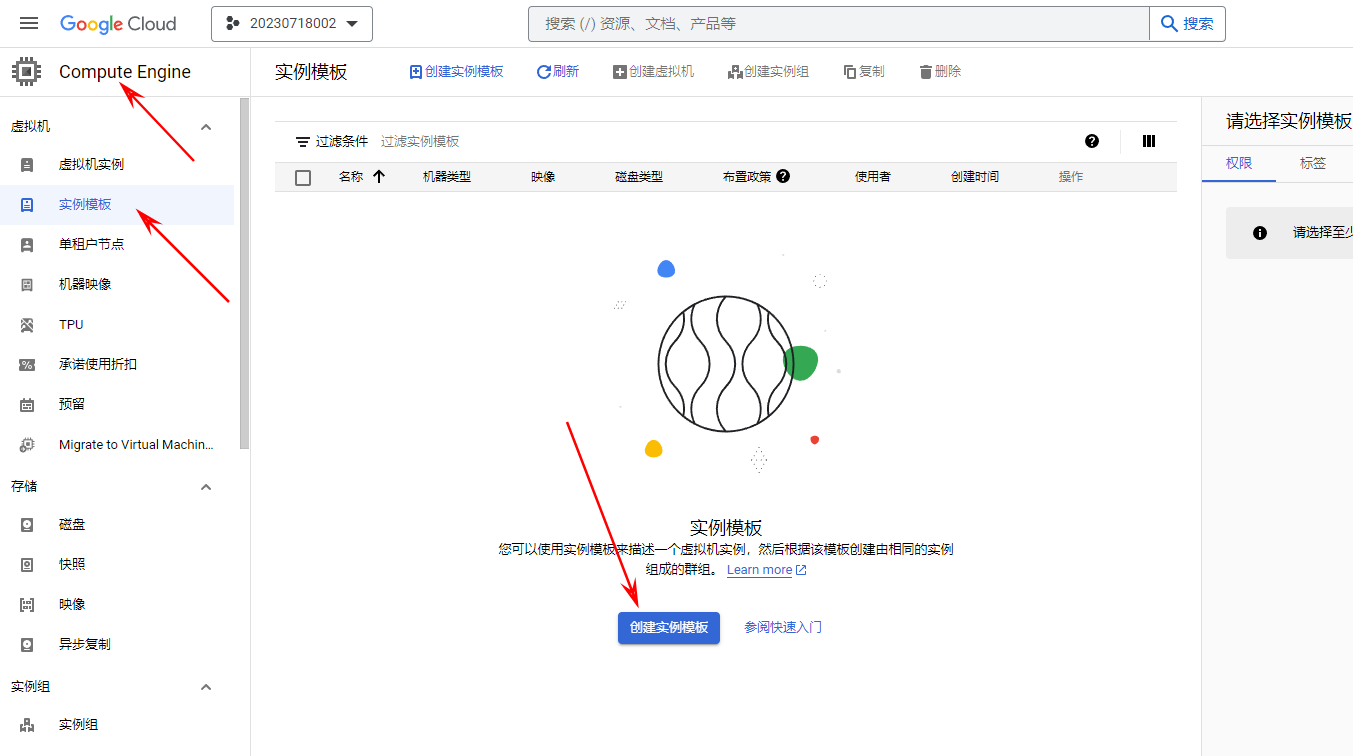 Google Cloud
20230718002
搜索 (/) 资源、文档、产品等
搜索
Compute Engine
实例模板
创建实例模板
刷新
创建虚拟机
创建实例组
复制
删除
虚拟机
虚拟机实例
实例模板
单租户节点
机器映像
TPU
承诺使用折扣
预留
Migrate to Virtual Machin...
存储
磁盘
快照
映像
异步复制
实例组
实例组
过滤条件
过滤实例模板
名称
机器类型
映像
磁盘类型
布置政策
使用者
创建时间
操作
实例模板
您可以使用实例模板来描述一个虚拟机实例，然后根据该模板创建由相同的实例
组成的群组。 Learn more
创建实例模板
参阅快速入门
请选择实例模板
权限
标签
请选择至少